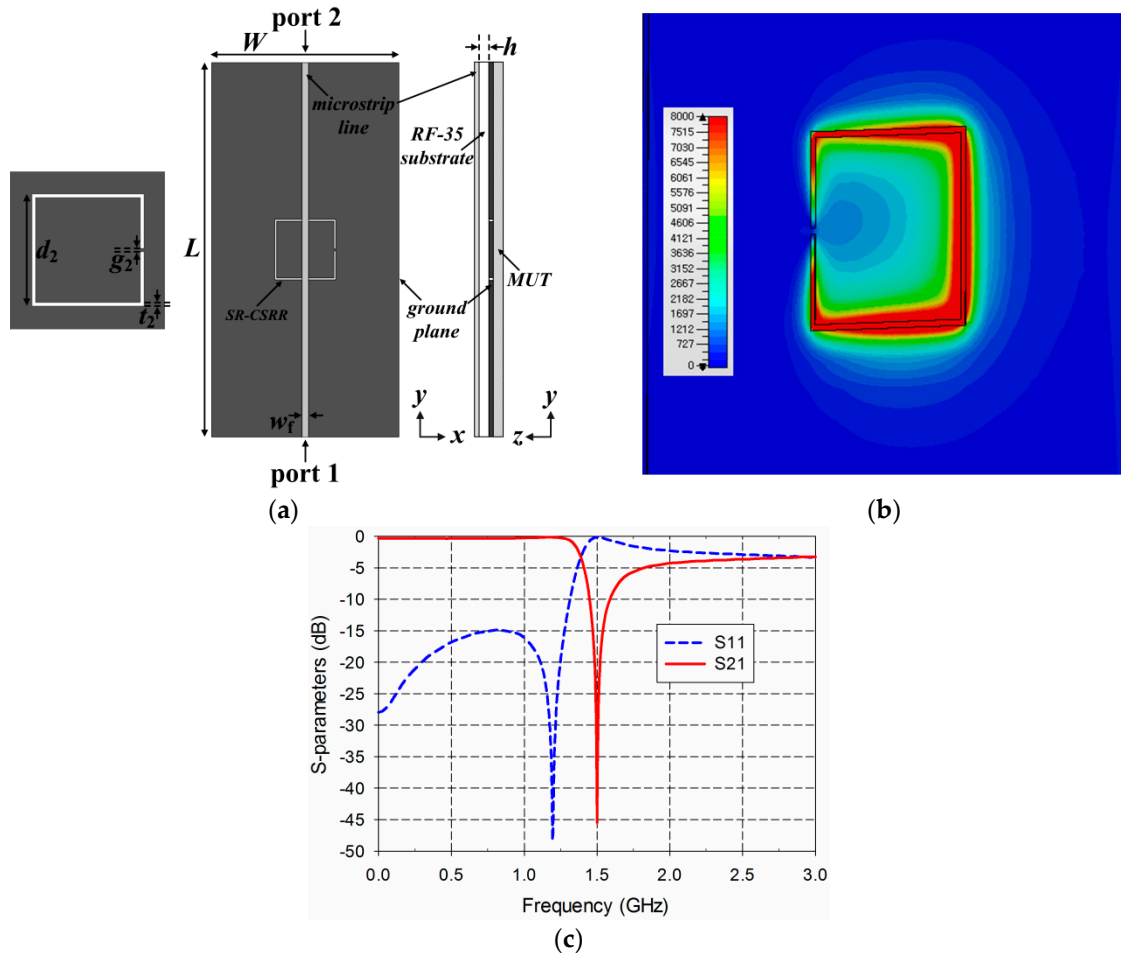 port 2
W
h
microstrip
line
RF-35
substrate
d2
g2
t2
L
SR-CSRR
MUT
ground
plane
wf
y
x
z
y
port 1
(a)
8000
7515
7030
6545
6061
5576
5091
4606
4121
3636
3152
2667
2182
1697
1212
727
0
(b)
0
-5
-10
-15
-20
-25
-30
-35
-40
-45
-50
S-parameters (dB)
S11
S21
0.0 0.5 1.0 1.5 2.0 2.5 3.0
Frequency (GHz)
(c)